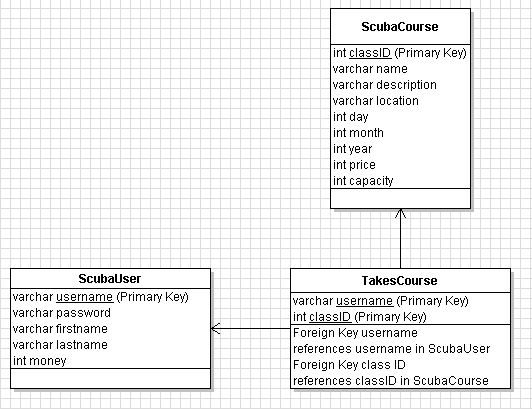 ScubaCourse
int classID (Primary Key)
varchar name
varchar description
varchar location
int day
int month
int year
int price
int capacity
ScubaUser
varchar username (Primary Key)
varchar password
varchar firstname
varchar lastname
int money
TakesCourse
varchar username (Primary Key)
int classID (Primary Key)
Foreign Key username
references username in ScubaUser
Foreign Key class ID
references classID in ScubaCourse